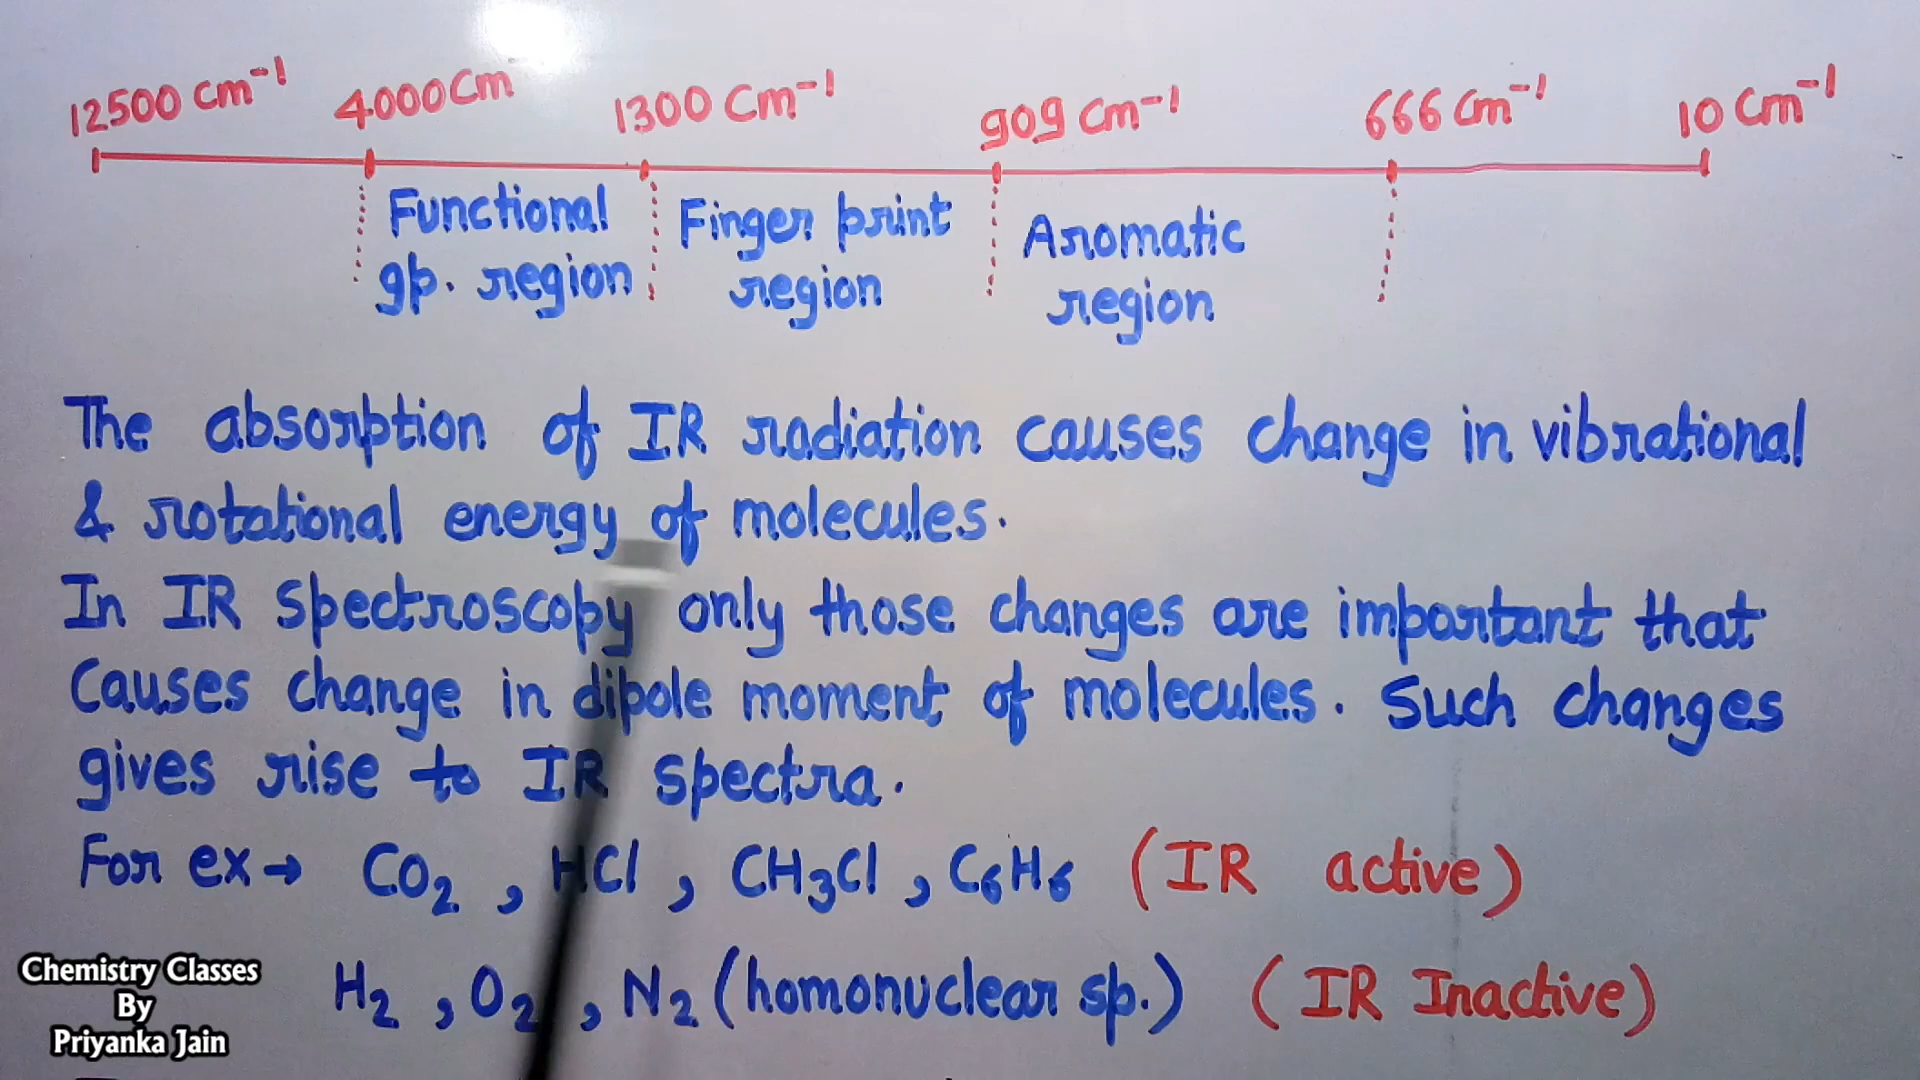 12500 cm⁻¹ 4000 Cm⁻ 1300 Cm⁻¹ 909 Cm⁻¹ 666 Cm⁻¹ 10 Cm⁻¹
Functional Finger print Aromatic
gp. region region region
The absorption of IR radiation causes change in vibrational
& rotational energy of molecules.
In IR spectroscopy only those changes are important that
Causes change in dipole moment of molecules. Such changes
gives rise to IR spectra.
For ex→ CO₂ , HCl , CH₃Cl , C₆H₆ (IR active)
H₂ , O₂ , N₂ (homonuclear sp.) (IR Inactive)
Chemistry Classes
By
Priyanka Jain